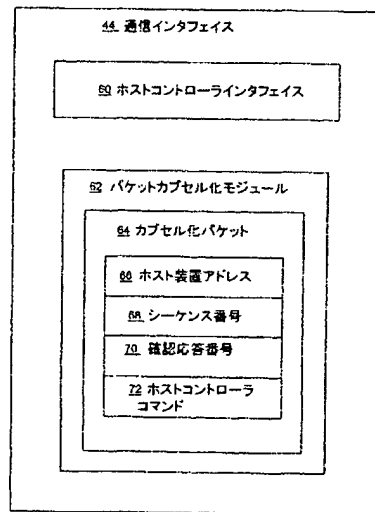 44 通信インタフェイス
60 ホストコントローラインタフェイス
62 パケットカプセル化モジュール
64 カプセル化パケット
66 ホスト装置アドレス
68 シーケンス番号
70 確認応答番号
72 ホストコントローラ
コマンド